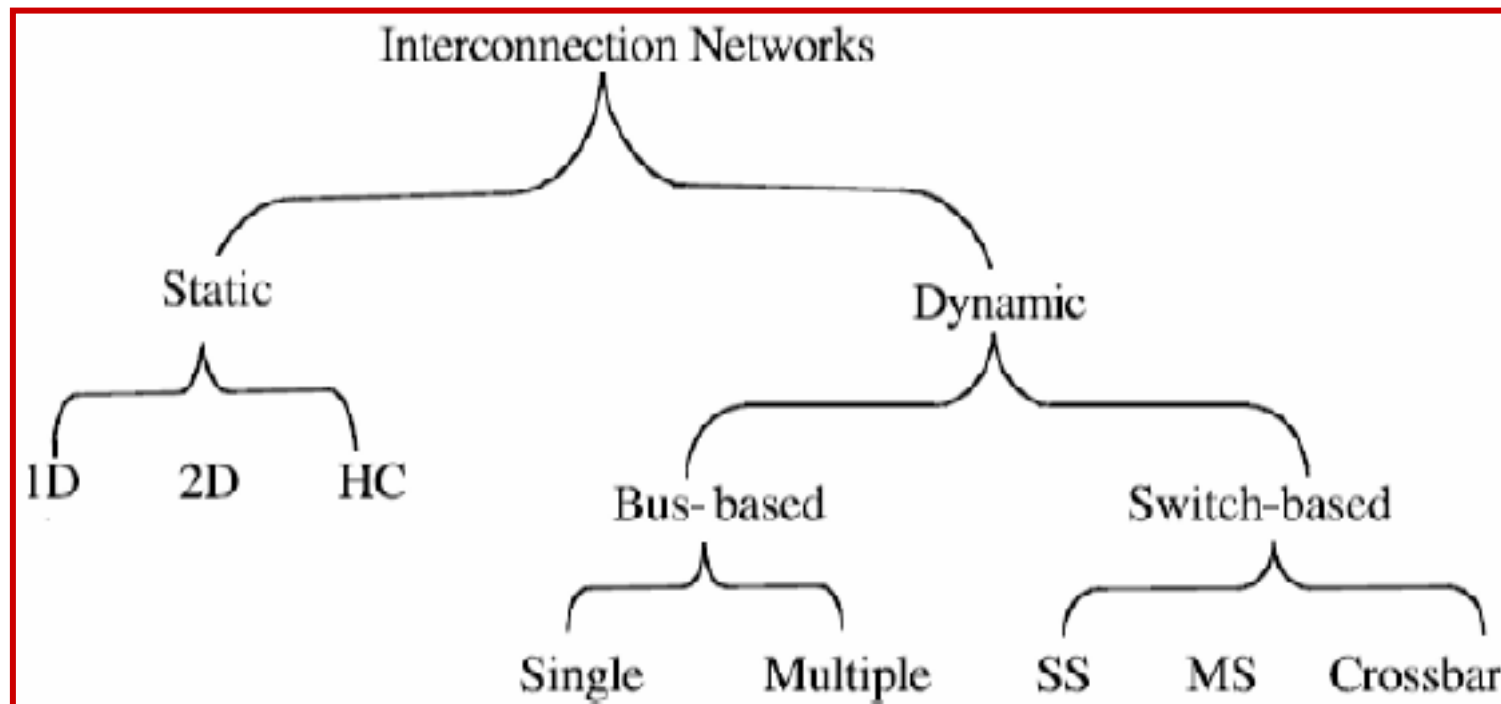 Interconnection Networks
Static
Dynamic
1D 2D HC
Bus-based Switch-based
Single Multiple SS MS Crossbar